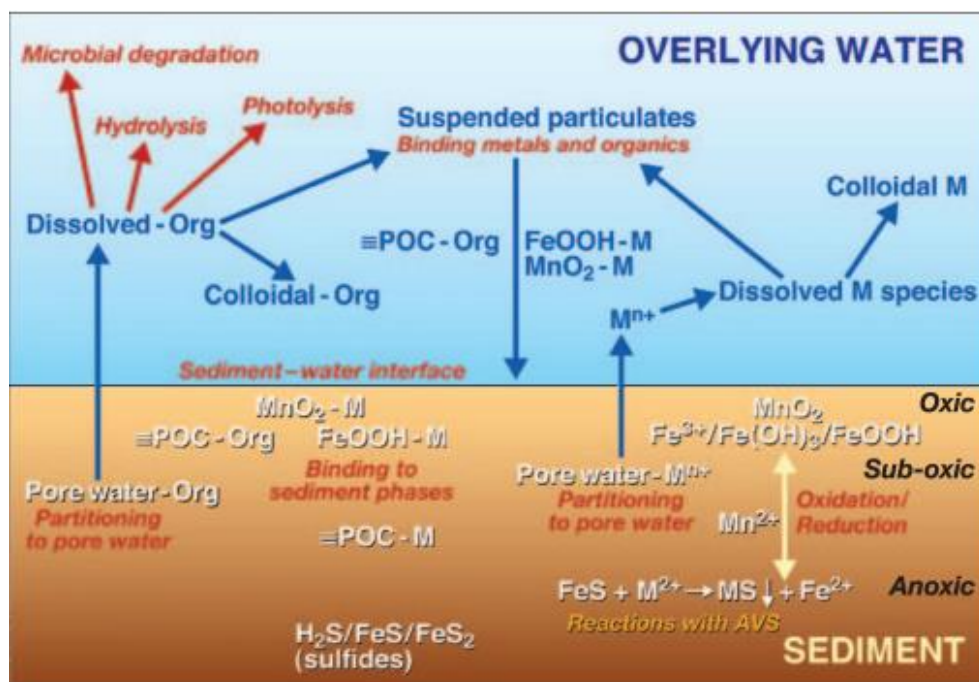 OVERLYING WATER
Microbial degradation
Hydrolysis
Photolysis
Suspended particulates
Binding metals and organics
Colloidal M
Dissolved - Org
≡POC - Org
FeOOH - M
MnO₂ - M
Colloidal - Org
Dissolved M species
Mⁿ⁺
Sediment–water interface
MnO₂ - M
≡POC - Org
FeOOH - M
Binding to
sediment phases
≡POC - M
Pore water - Org
Partitioning
to pore water
Pore water - Mⁿ⁺
Partitioning
to pore water
MnO₂
Fe³⁺/Fe(OH)₃/FeOOH
Oxic
Sub-oxic
Mn²⁺
Oxidation/
Reduction
FeS + M²⁺→MS↓+ Fe²⁺
Anoxic
Reactions with AVS
H₂S/FeS/FeS₂
(sulfides)
SEDIMENT